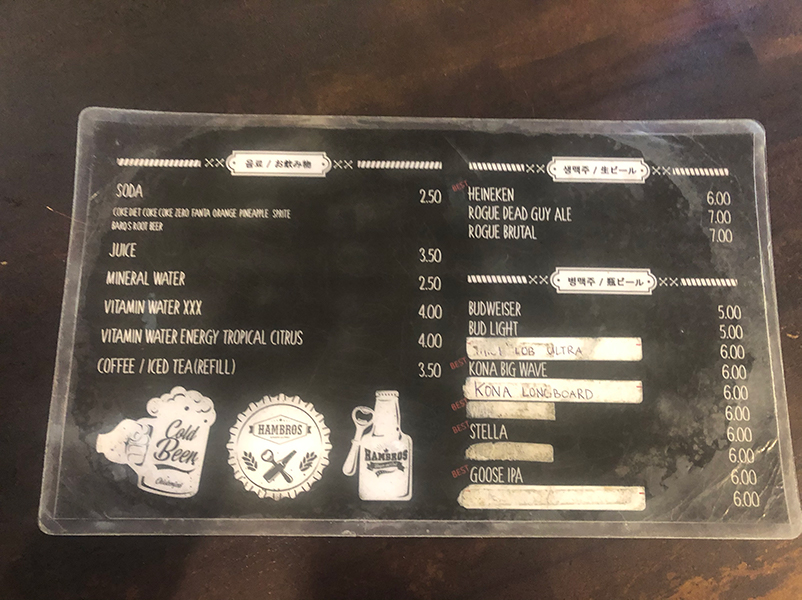 음료 / お飲み物
SODA 2.50
COKE DIET COKE COKE ZERO FANTA ORANGE PINEAPPLE SPRITE
BARQ'S ROOT BEER
JUICE 3.50
MINERAL WATER 2.50
VITAMIN WATER XXX 4.00
VITAMIN WATER ENERGY TROPICAL CITRUS 4.00
COFFEE / ICED TEA(REFILL) 3.50
Cold
Beer
HAMBROS
HAMBROS
생맥주 / 生ビール
BEST HEINEKEN 6.00
ROGUE DEAD GUY ALE 7.00
ROGUE BRUTAL 7.00
병맥주 / 瓶ビール
BUDWEISER 5.00
BUD LIGHT 5.00
ULTRA 6.00
BEST KONA BIG WAVE 6.00
KONA LONGBOARD 6.00
BEST 6.00
BEST STELLA 6.00
6.00
BEST GOOSE IPA 6.00
6.00